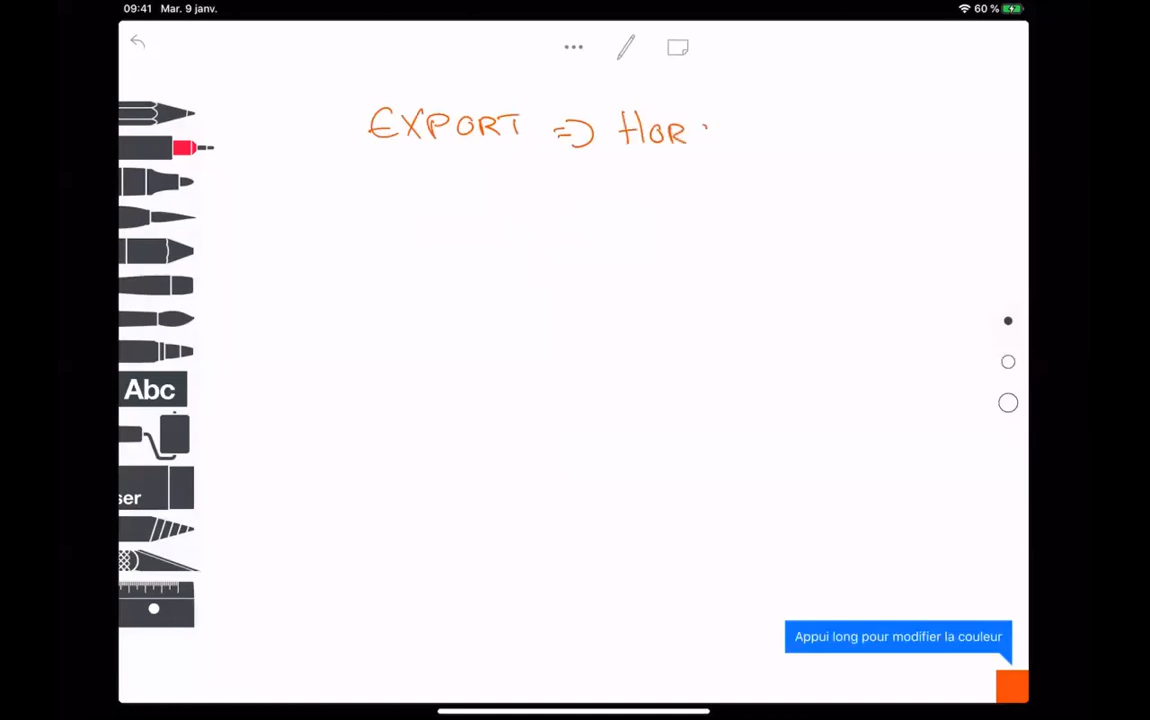 09:41 Mar. 9 janv. 60 %
EXPORT => HOR
Abc
ser
Appui long pour modifier la couleur